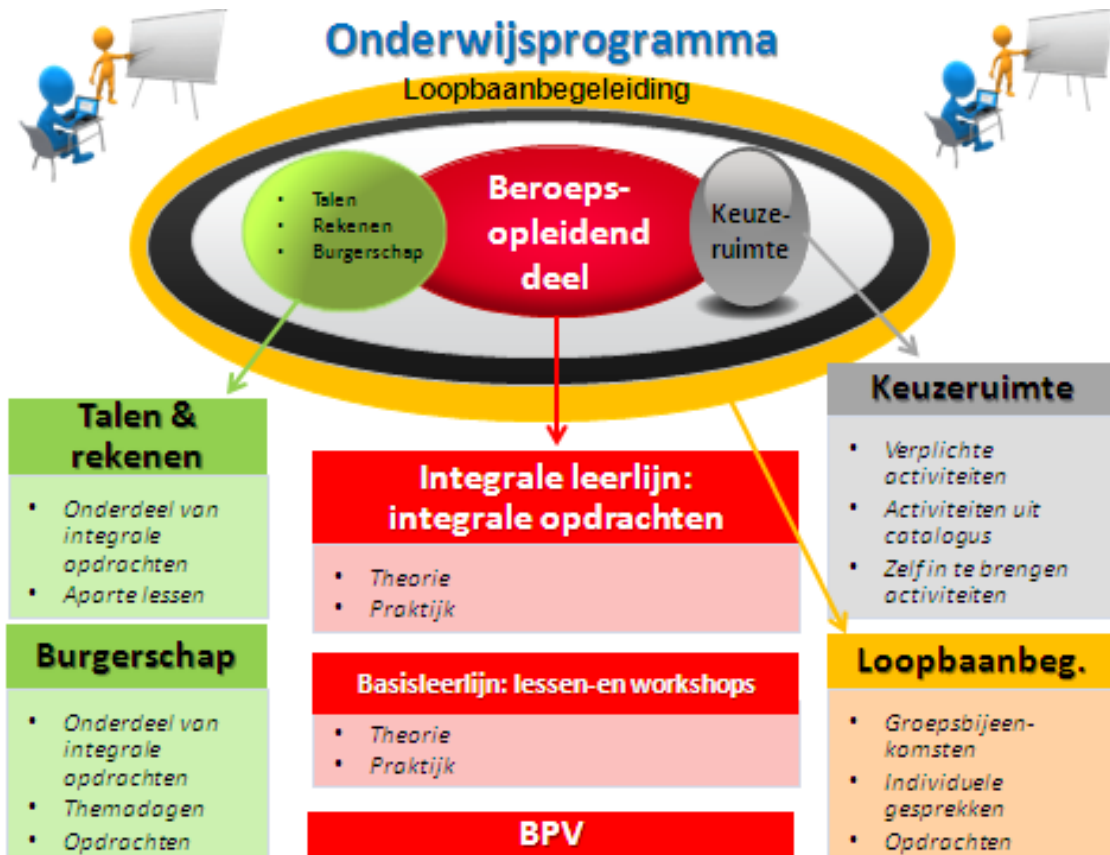 Onderwijsprogramma
Loopbaanbegeleiding
• Talen
• Rekenen
• Burgerschap
Beroeps-
opleidend
deel
Keuze-
ruimte
Talen &
rekenen
• Onderdeel van
integrale
opdrachten
• Aparte lessen
Burgerschap
• Onderdeel van
integrale
opdrachten
• Themadagen
• Opdrachten
Integrale leerlijn:
integrale opdrachten
• Theorie
• Praktijk
Basisleerlijn: lessen-en workshops
• Theorie
• Praktijk
BPV
Keuzeruimte
• Verplichte
activiteiten
• Activiteiten uit
catalogus
• Zelf in te brengen
activiteiten
Loopbaanbeg.
• Groepsbijeen-
komsten
• Individuele
gesprekken
• Opdrachten